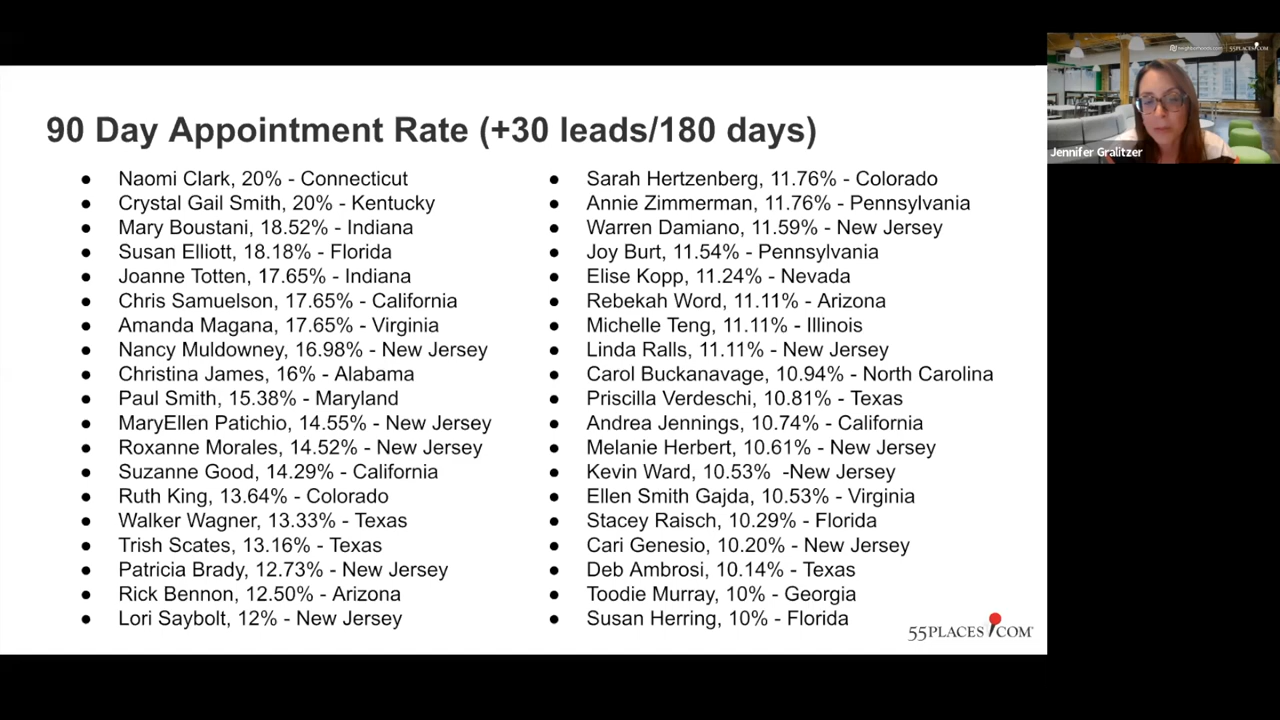 90 Day Appointment Rate (+30 leads/180 days)
● Naomi Clark, 20% - Connecticut
● Crystal Gail Smith, 20% - Kentucky
● Mary Boustani, 18.52% - Indiana
● Susan Elliott, 18.18% - Florida
● Joanne Totten, 17.65% - Indiana
● Chris Samuelson, 17.65% - California
● Amanda Magana, 17.65% - Virginia
● Nancy Muldowney, 16.98% - New Jersey
● Christina James, 16% - Alabama
● Paul Smith, 15.38% - Maryland
● MaryEllen Patichio, 14.55% - New Jersey
● Roxanne Morales, 14.52% - New Jersey
● Suzanne Good, 14.29% - California
● Ruth King, 13.64% - Colorado
● Walker Wagner, 13.33% - Texas
● Trish Scates, 13.16% - Texas
● Patricia Brady, 12.73% - New Jersey
● Rick Bennon, 12.50% - Arizona
● Lori Saybolt, 12% - New Jersey
● Sarah Hertzenberg, 11.76% - Colorado
● Annie Zimmerman, 11.76% - Pennsylvania
● Warren Damiano, 11.59% - New Jersey
● Joy Burt, 11.54% - Pennsylvania
● Elise Kopp, 11.24% - Nevada
● Rebekah Word, 11.11% - Arizona
● Michelle Teng, 11.11% - Illinois
● Linda Ralls, 11.11% - New Jersey
● Carol Buckanavage, 10.94% - North Carolina
● Priscilla Verdeschi, 10.81% - Texas
● Andrea Jennings, 10.74% - California
● Melanie Herbert, 10.61% - New Jersey
● Kevin Ward, 10.53%  -New Jersey
● Ellen Smith Gajda, 10.53% - Virginia
● Stacey Raisch, 10.29% - Florida
● Cari Genesio, 10.20% - New Jersey
● Deb Ambrosi, 10.14% - Texas
● Toodie Murray, 10% - Georgia
● Susan Herring, 10% - Florida
55PLACES COM
neighborhoods.com | 55PLACES COM
Jennifer Gralitzer